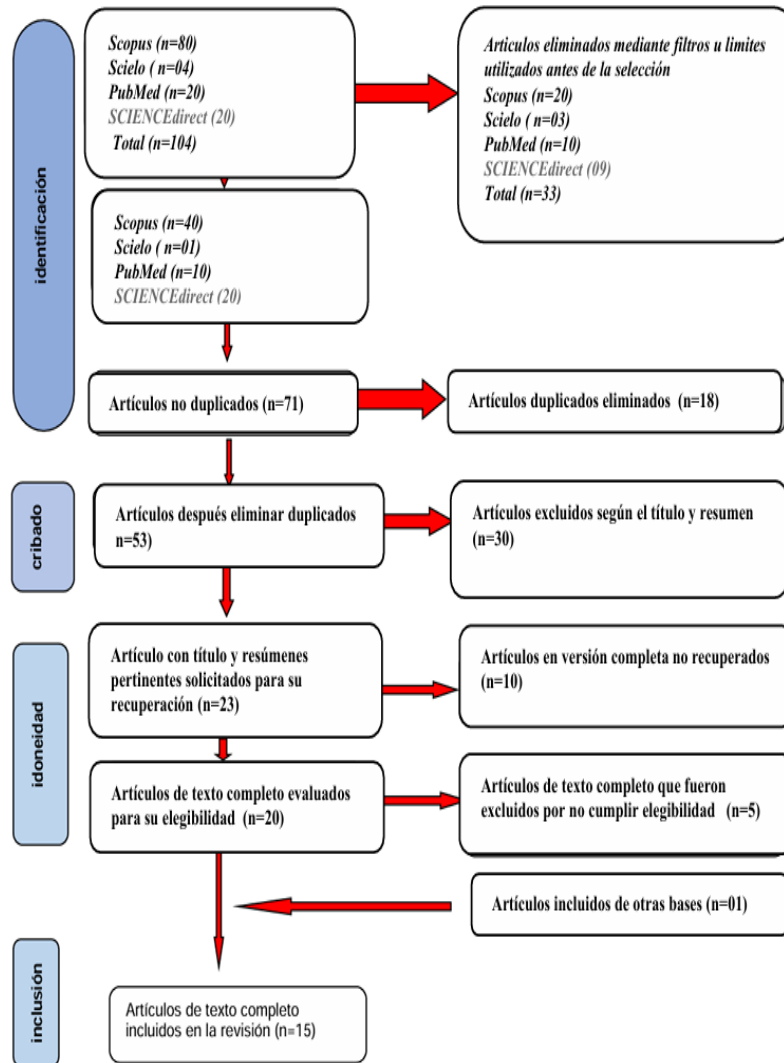 identificación
Scopus (n=80)
Scielo ( n=04)
PubMed (n=20)
SCIENCEdirect (20)
Total (n=104)
Articulos eliminados mediante filtros u limites
utilizados antes de la selección
Scopus (n=20)
Scielo ( n=03)
PubMed (n=10)
SCIENCEdirect (09)
Total (n=33)
Scopus (n=40)
Scielo ( n=01)
PubMed (n=10)
SCIENCEdirect (20)
Artículos no duplicados (n=71)
Artículos duplicados eliminados (n=18)
cribado
Artículos después eliminar duplicados
n=53)
Artículos excluidos según el título y resumen
(n=30)
idoneidad
Artículo con título y resúmenes
pertinentes solicitados para su
recuperación (n=23)
Artículos en versión completa no recuperados
(n=10)
Artículos de texto completo evaluados
para su elegibilidad (n=20)
Artículos de texto completo que fueron
excluidos por no cumplir elegibilidad (n=5)
Artículos incluidos de otras bases (n=01)
inclusión
Artículos de texto completo
incluidos en la revisión (n=15)